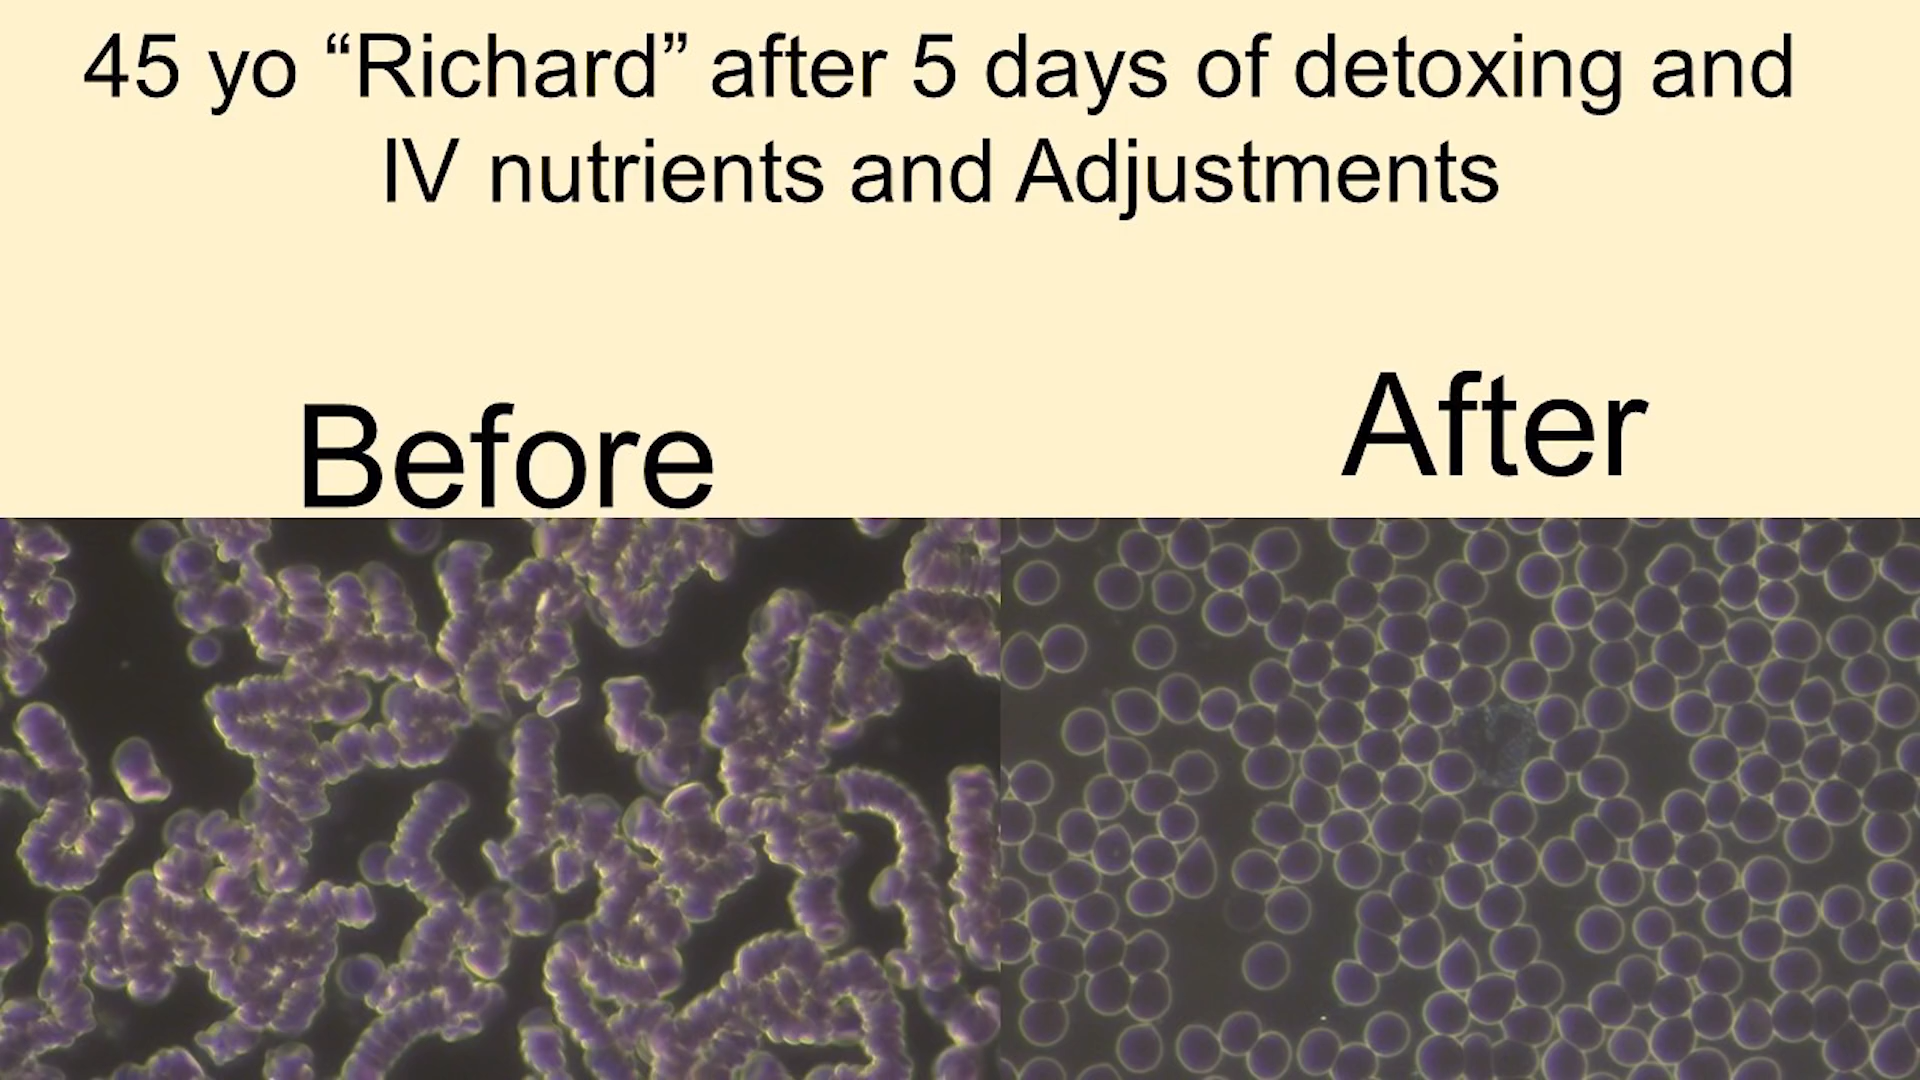 45 yo “Richard” after 5 days of detoxing and
IV nutrients and Adjustments
Before
After